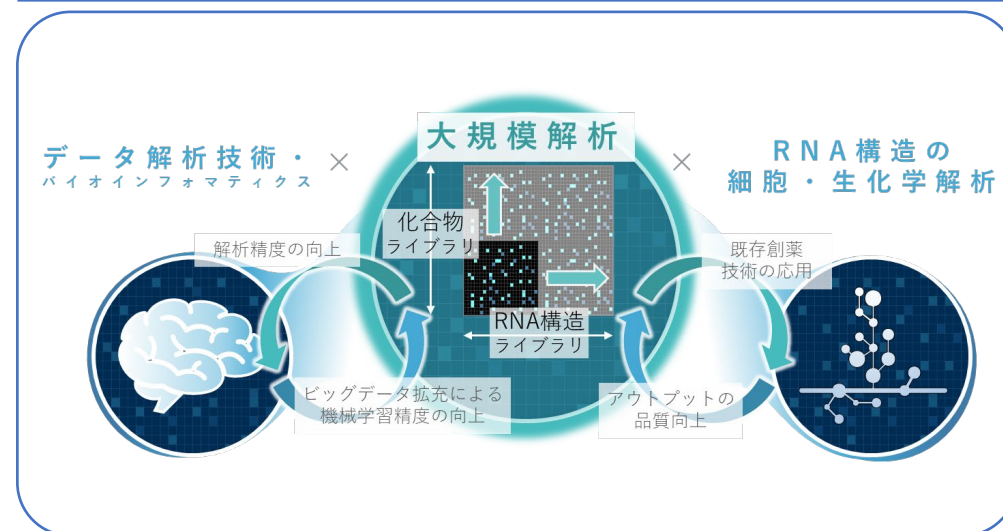 データ解析技術・
バイオインフォマティクス
×
大規模解析
×
RNA構造の
細胞・生化学解析
化合物
ライブラリ
解析精度の向上
既存創薬
技術の応用
RNA構造
ライブラリ
ビッグデータ拡充による
機械学習精度の向上
アウトプットの
品質向上